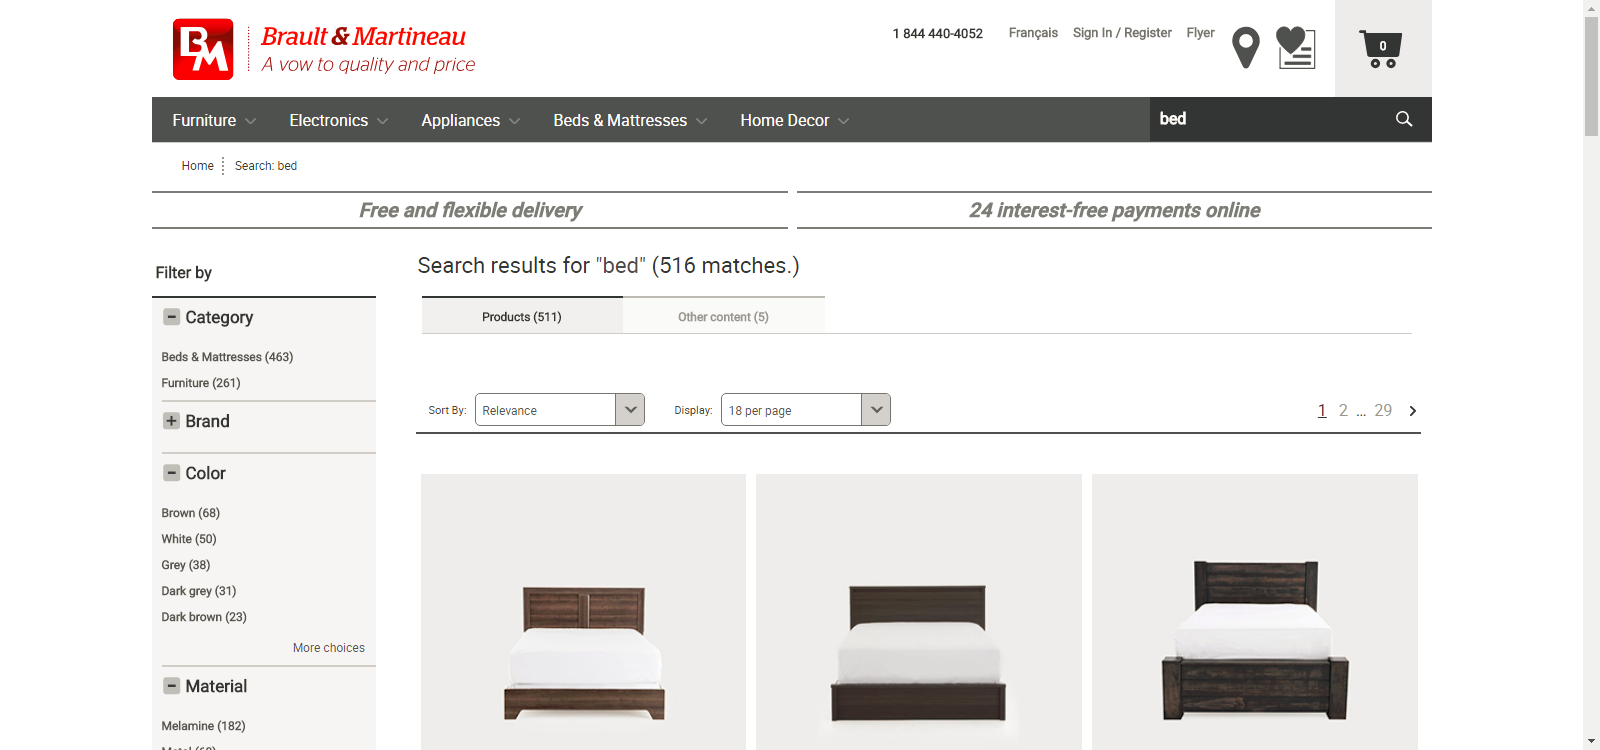 BM
Brault & Martineau
A vow to quality and price
1 844 440-4052
Français
Sign In / Register
Flyer
0
Furniture
Electronics
Appliances
Beds & Mattresses
Home Decor
bed
Home
Search: bed
Free and flexible delivery
24 interest-free payments online
Filter by
Category
Beds & Mattresses (463)
Furniture (261)
Brand
Color
Brown (68)
White (50)
Grey (38)
Dark grey (31)
Dark brown (23)
More choices
Material
Melamine (182)
Search results for "bed" (516 matches.)
Products (511)
Other content (5)
Sort By:
Relevance
Display:
18 per page
1 2 ... 29